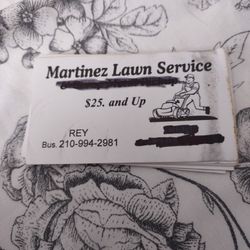 Martinez Lawn Service
$25. and Up
REY
Bus. 210-994-2981